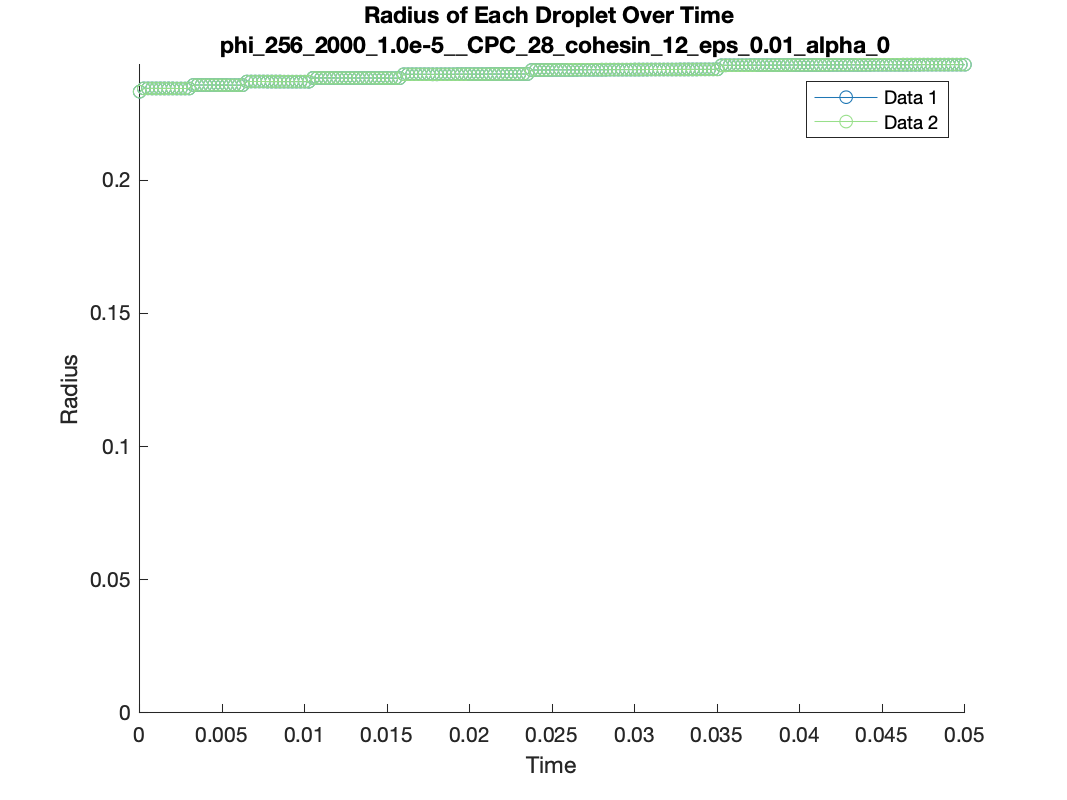 Radius of Each Droplet Over Time
phi_256_2000_1.0e-5__CPC_28_cohesin_12_eps_0.01_alpha_0
Data 1
Data 2
0.2
0.15
0.1
0.05
0
Radius
0 0.005 0.01 0.015 0.02 0.025 0.03 0.035 0.04 0.045 0.05
Time